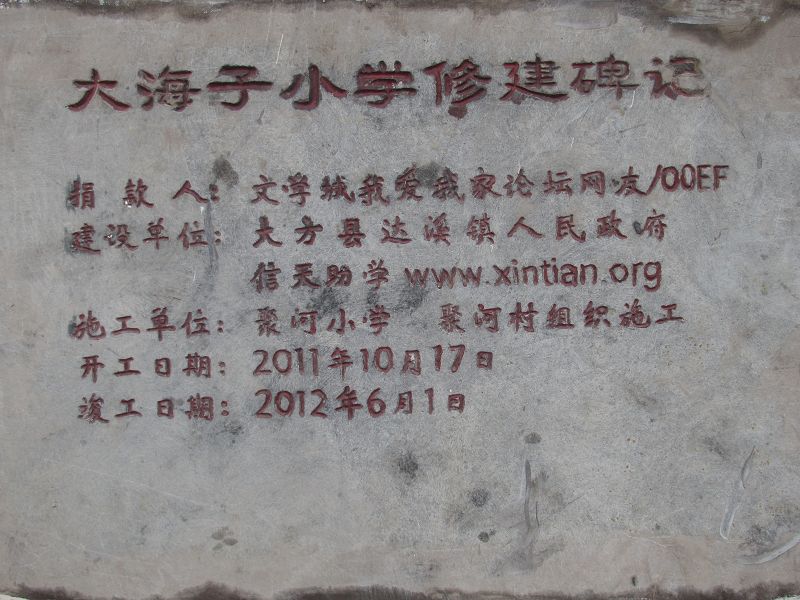 大海子小学修建碑记
捐 款 人: 文学城我爱我家论坛网友/OOEF
建设单位: 大方县达溪镇人民政府
信天助学 www.xintian.org
施工单位: 聚河小学 聚河村组织施工
开工日期: 2011年10月17日
竣工日期: 2012年6月1日